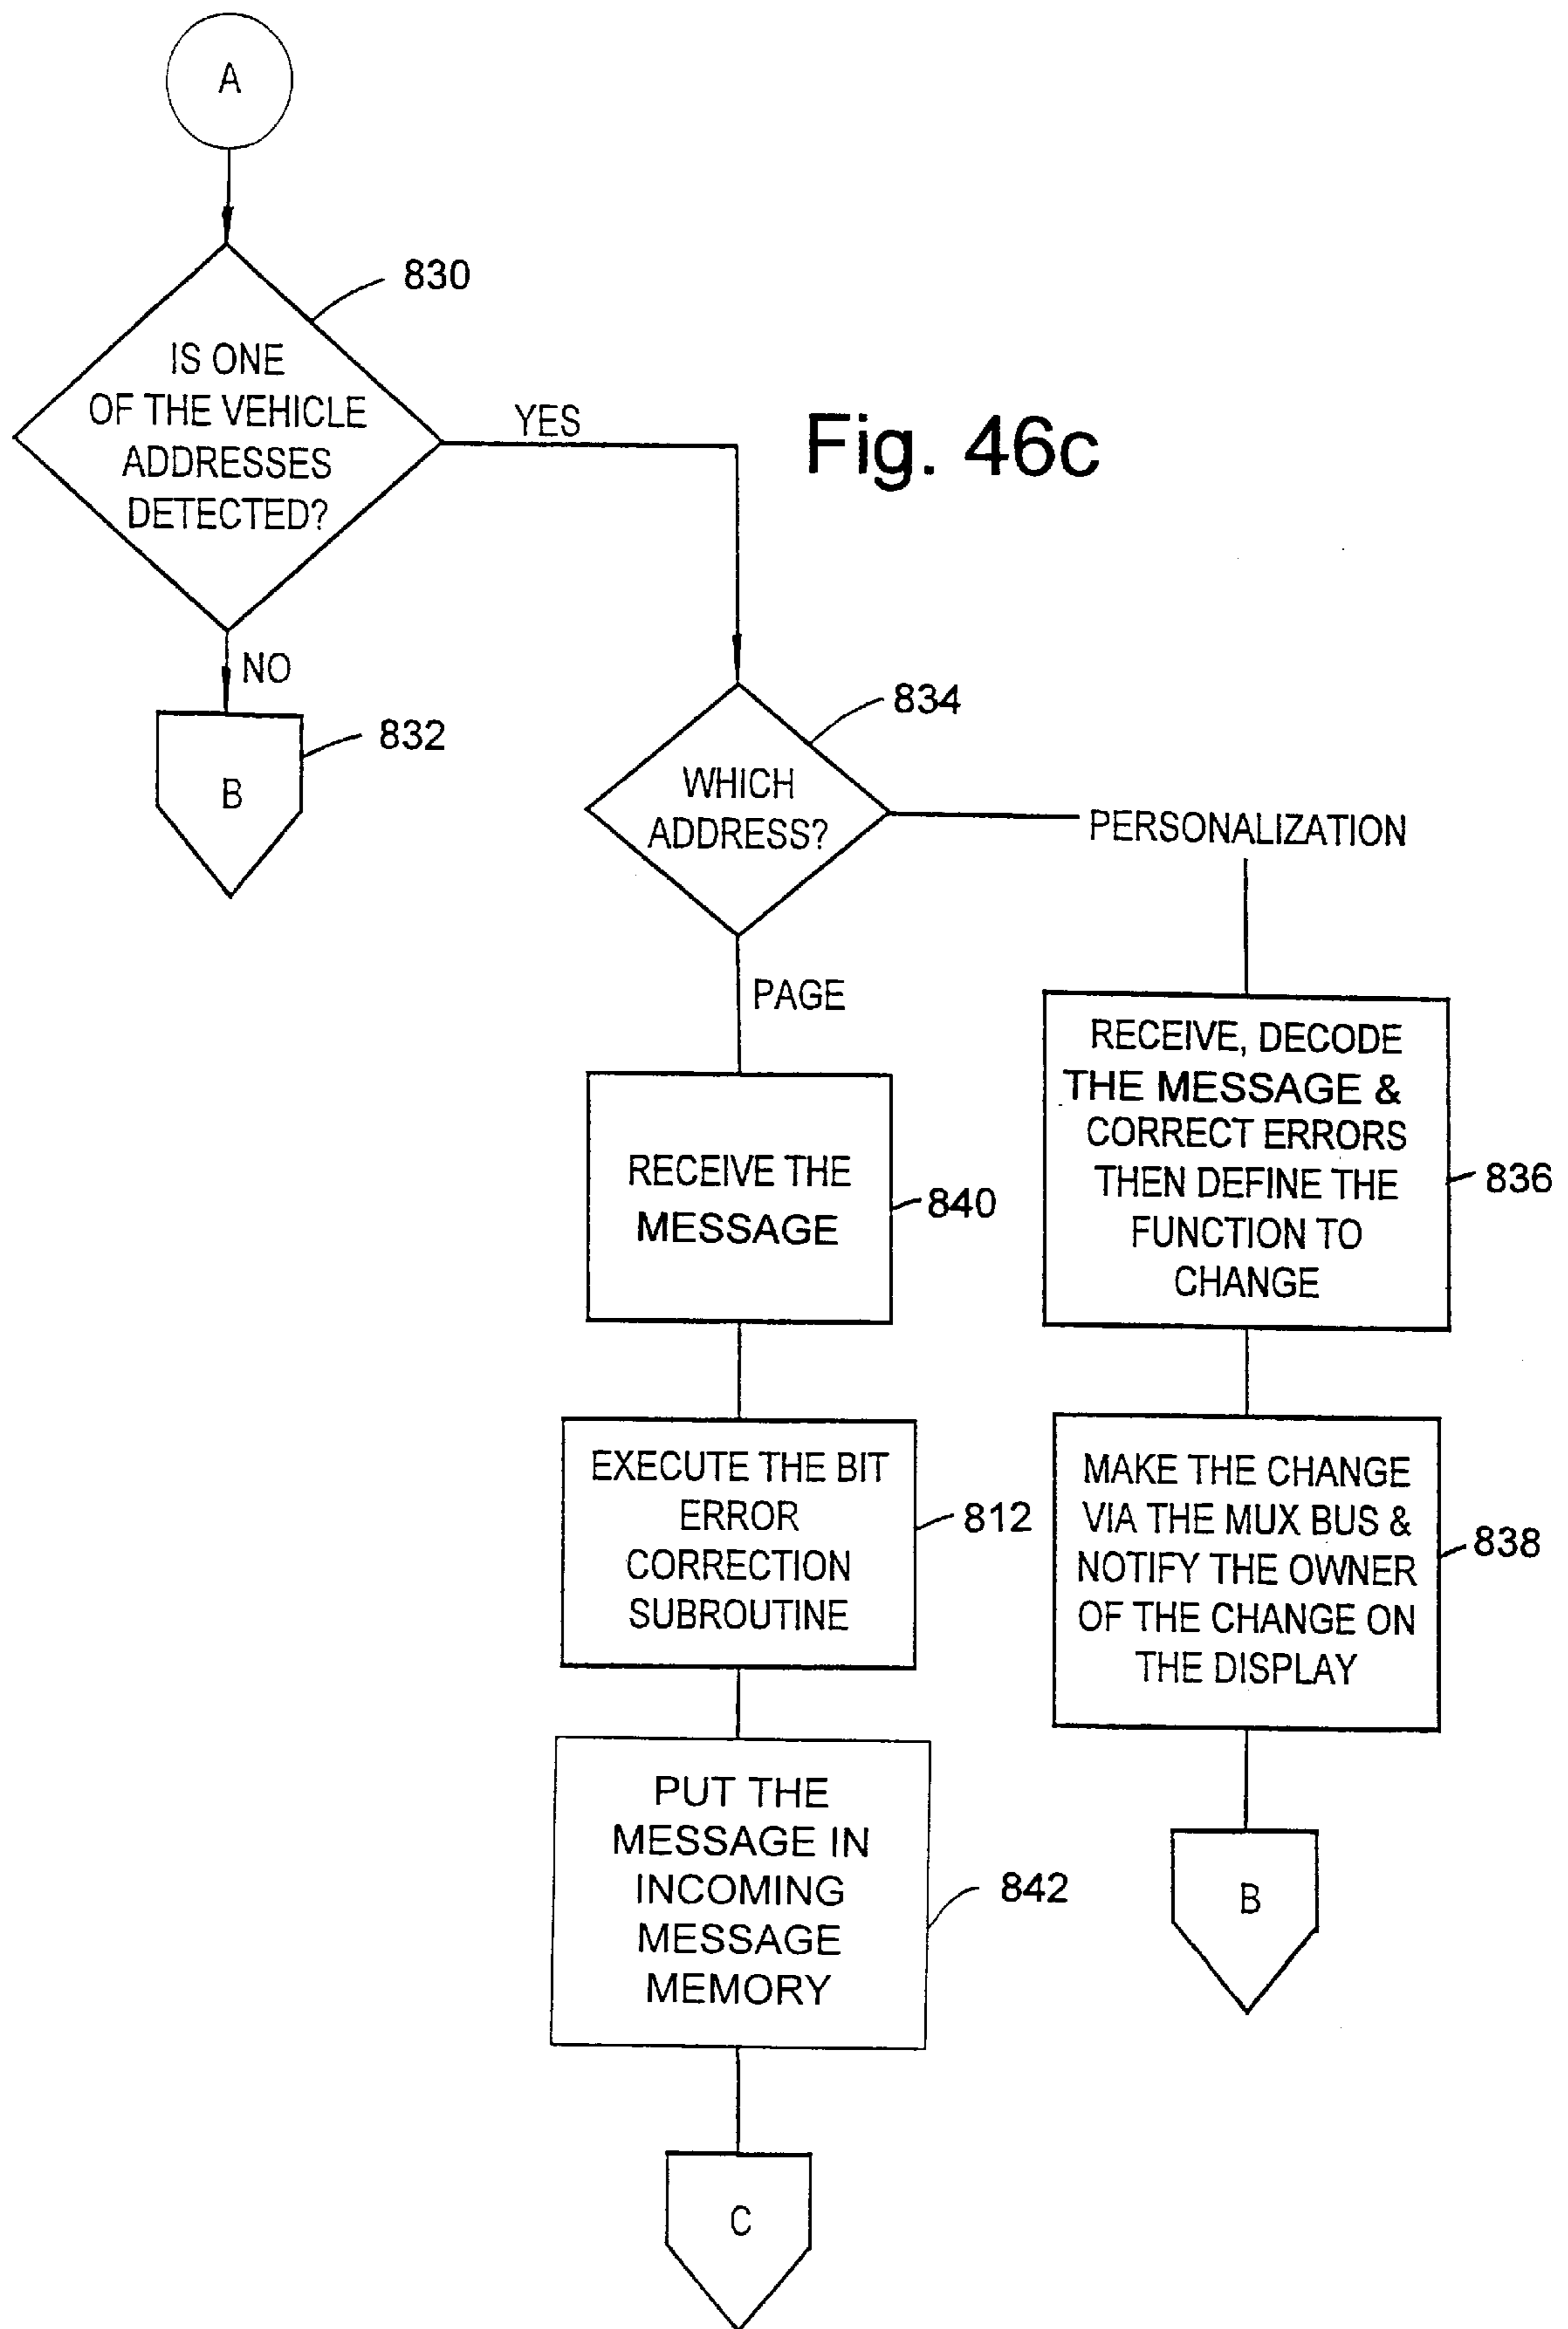 A
830
IS ONE
OF THE VEHICLE
ADDRESSES
DETECTED?
YES
Fig. 46c
NO
832
B
834
WHICH
ADDRESS?
PERSONALIZATION
PAGE
RECEIVE, DECODE
THE MESSAGE &
CORRECT ERRORS
THEN DEFINE THE
FUNCTION TO
CHANGE
836
RECEIVE THE
MESSAGE
840
EXECUTE THE BIT
ERROR
CORRECTION
SUBROUTINE
812
MAKE THE CHANGE
VIA THE MUX BUS &
NOTIFY THE OWNER
OF THE CHANGE ON
THE DISPLAY
838
PUT THE
MESSAGE IN
INCOMING
MESSAGE
MEMORY
842
B
C